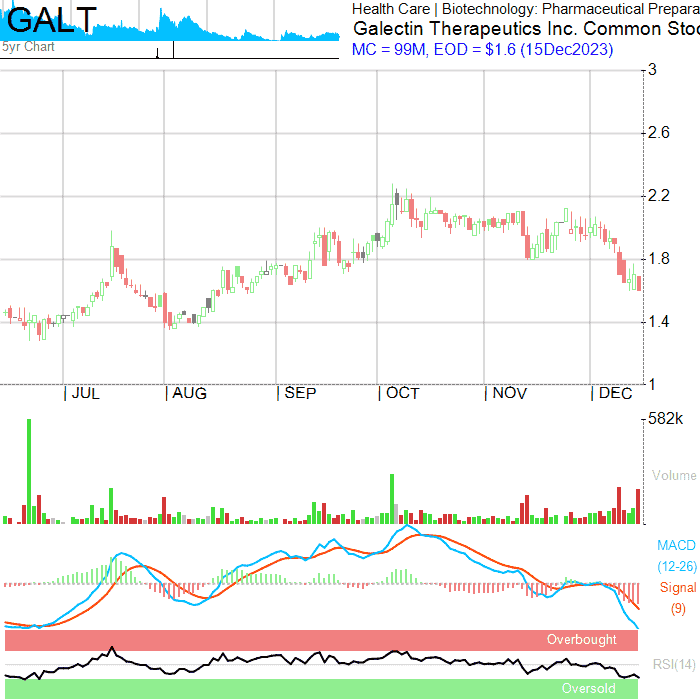 GALT
5yr Chart
Health Care | Biotechnology: Pharmaceutical Prepara
Galectin Therapeutics Inc. Common Stoc
MC = 99M, EOD = $1.6 (15Dec2023)
3
2.6
2.2
1.8
1.4
1
JUL AUG SEP OCT NOV DEC
582k
Volume
MACD
(12-26)
Signal
(9)
Overbought
RSI(14)
Oversold